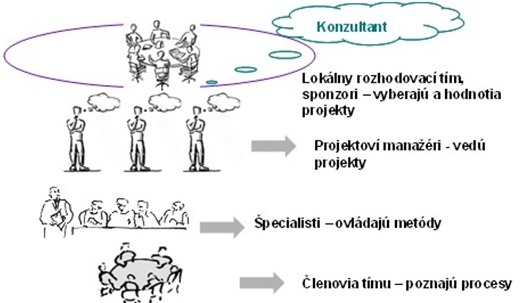 Konzultant
Lokálny rozhodovací tím,
sponzori – vyberajú a hodnotia
projekty
Projektoví manažéri - vedú
projekty
Špecialisti – ovládajú metódy
Členovia tímu – poznajú procesy